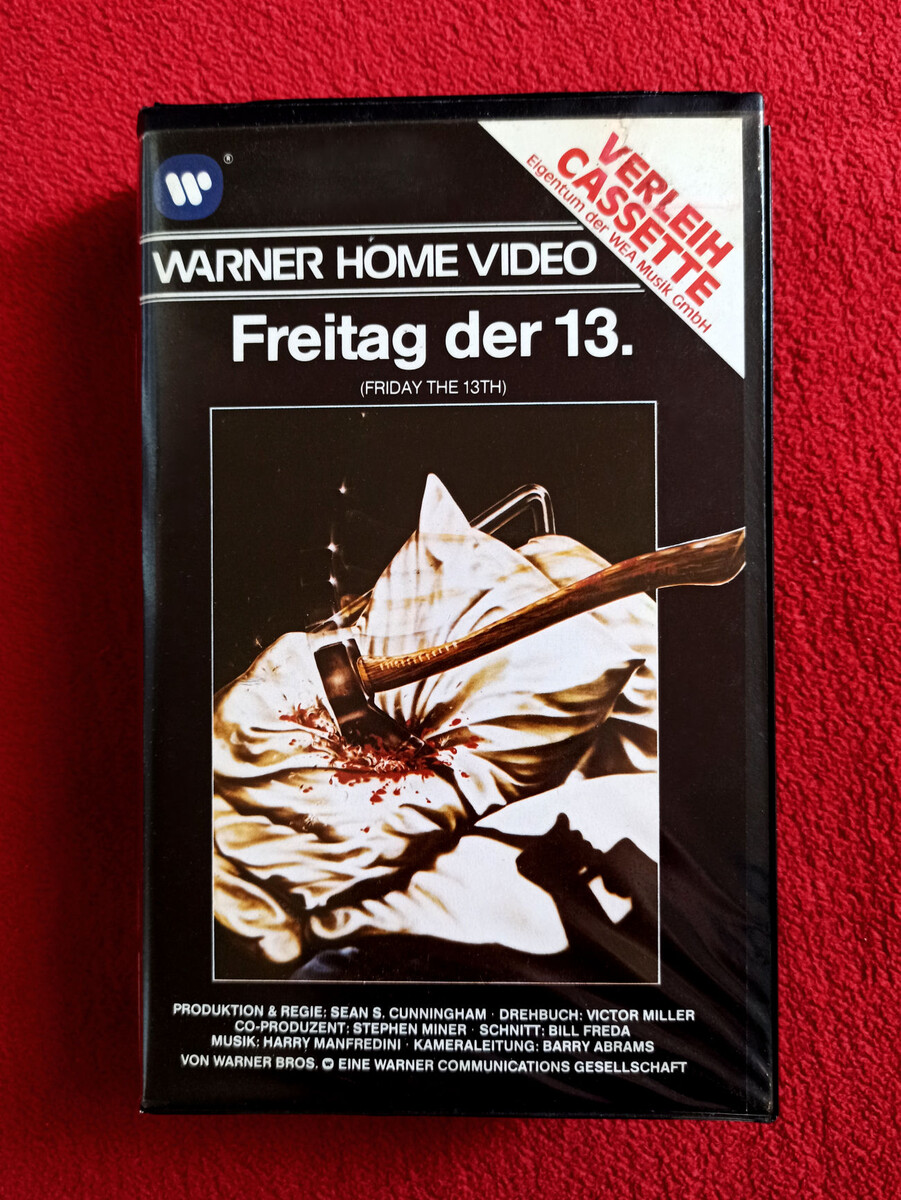 ®
VERLEIH
CASSETTE
Eigentum der WEA Musik GmbH
WARNER HOME VIDEO
Freitag der 13.
(FRIDAY THE 13TH)
PRODUKTION & REGIE: SEAN S. CUNNINGHAM · DREHBUCH: VICTOR MILLER
CO-PRODUZENT: STEPHEN MINER · SCHNITT: BILL FREDA
MUSIK: HARRY MANFREDINI · KAMERALEITUNG: BARRY ABRAMS
VON WARNER BROS. EINE WARNER COMMUNICATIONS GESELLSCHAFT